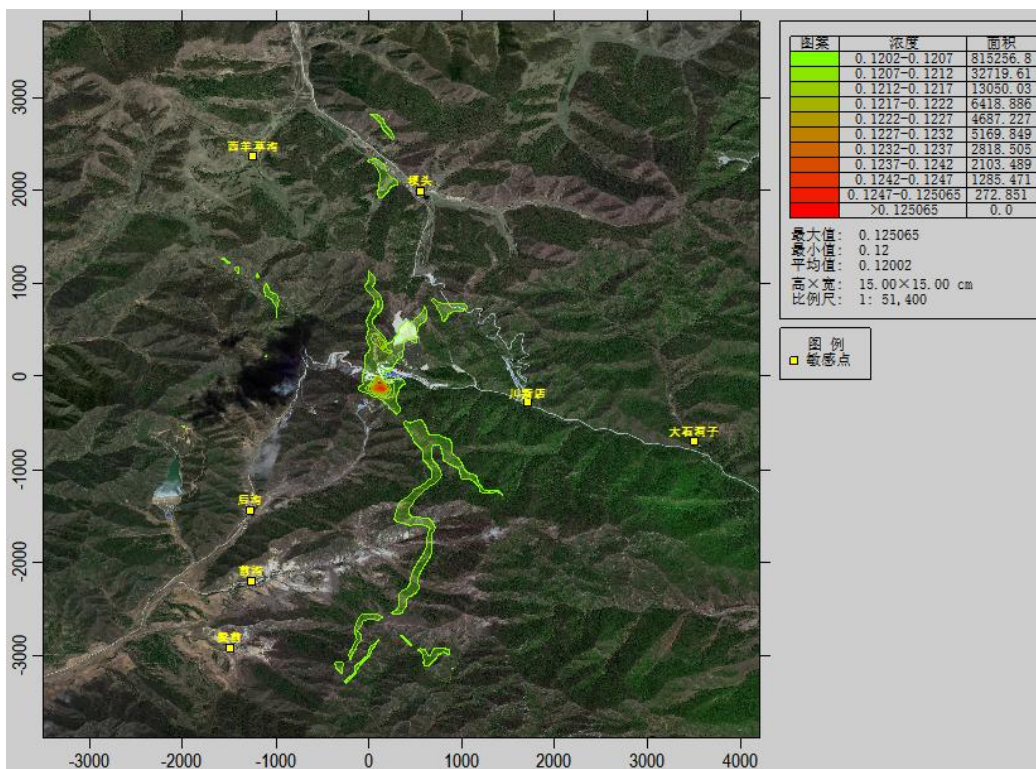 图案 浓度 面积
0.1202-0.1207 815256.8
0.1207-0.1212 32719.61
0.1212-0.1217 13050.03
0.1217-0.1222 6418.886
0.1222-0.1227 4687.227
0.1227-0.1232 5169.849
0.1232-0.1237 2818.505
0.1237-0.1242 2103.489
0.1242-0.1247 1285.471
0.1247-0.125065 272.851
>0.125065 0.0
最大值: 0.125065
最小值: 0.12
平均值: 0.12002
高×宽: 15.00×15.00 cm
比例尺: 1: 51,400
图 例
敏感点
3000
2000
1000
0
-1000
-2000
-3000
西羊草沟
梗头
大石洞子
后沟
-3000 -2000 -1000 0 1000 2000 3000 4000